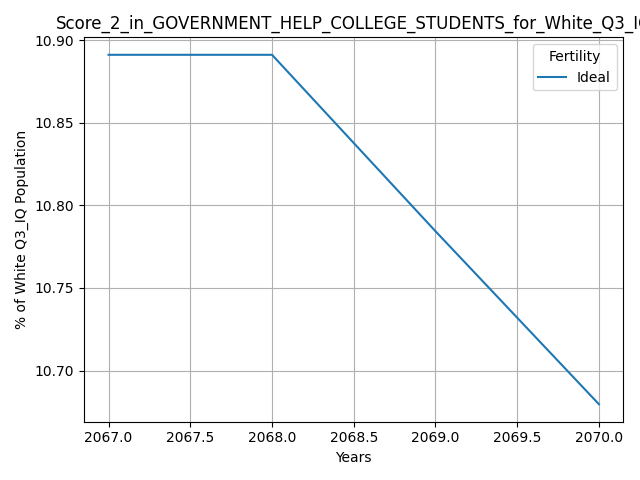 Score_2_in_GOVERNMENT_HELP_COLLEGE_STUDENTS_for_White_Q3_I
10.90
10.85
10.80
10.75
10.70
% of White Q3_IQ Population
Fertility
Ideal
2067.0 2067.5 2068.0 2068.5 2069.0 2069.5 2070.0
Years